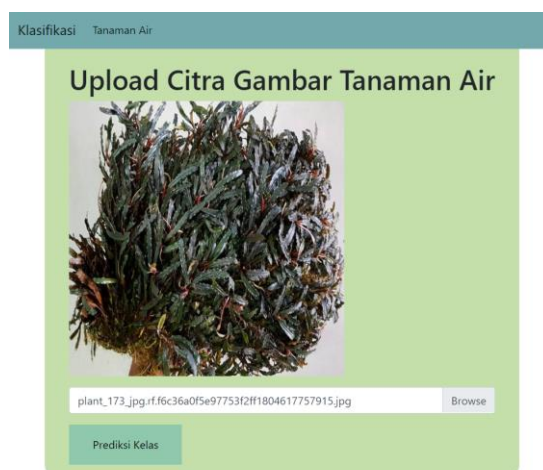 Klasifikasi Tanaman Air
Upload Citra Gambar Tanaman Air
plant_173_jpg.rf.f6c36a0f5e97753f2ff1804617757915.jpg Browse
Prediksi Kelas